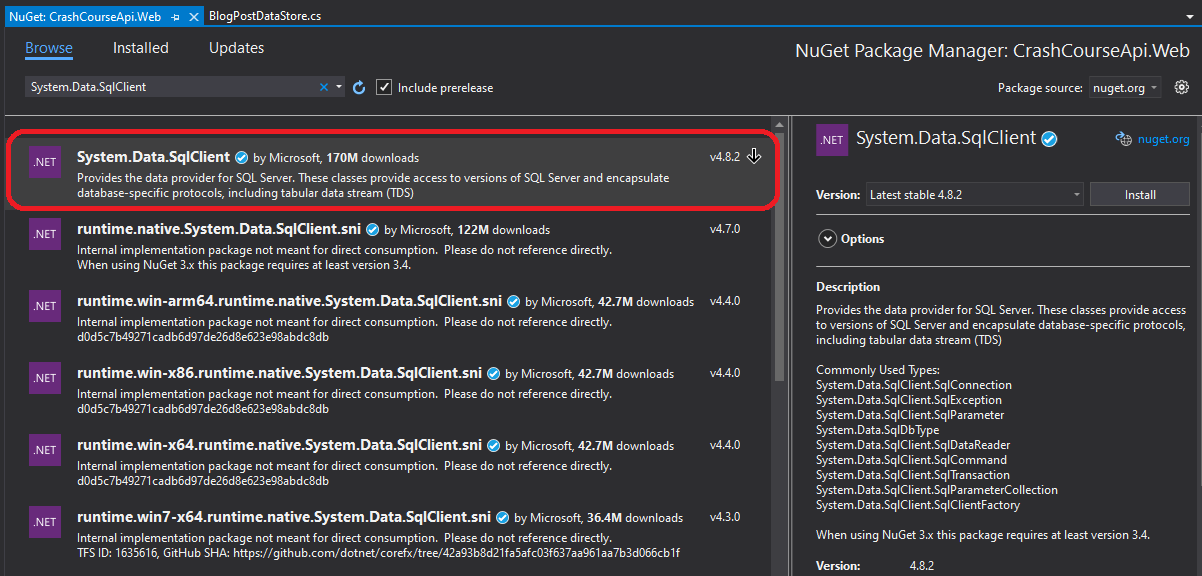 NuGet: CrashCourseApi.Web
BlogPostDataStore.cs
Browse
Installed
Updates
NuGet Package Manager: CrashCourseApi.Web
System.Data.SqlClient
Include prerelease
Package source: nuget.org
.NET
System.Data.SqlClient by Microsoft, 170M downloads
v4.8.2
Provides the data provider for SQL Server. These classes provide access to versions of SQL Server and encapsulate
database-specific protocols, including tabular data stream (TDS)
.NET
runtime.native.System.Data.SqlClient.sni by Microsoft, 122M downloads
v4.7.0
Internal implementation package not meant for direct consumption.  Please do not reference directly.
When using NuGet 3.x this package requires at least version 3.4.
.NET
runtime.win-arm64.runtime.native.System.Data.SqlClient.sni by Microsoft, 42.7M downloads
v4.4.0
Internal implementation package not meant for direct consumption.  Please do not reference directly.
d0d5c7b49271cadb6d97de26d8e623e98abdc8db
.NET
runtime.win-x86.runtime.native.System.Data.SqlClient.sni by Microsoft, 42.7M downloads
v4.4.0
Internal implementation package not meant for direct consumption.  Please do not reference directly.
d0d5c7b49271cadb6d97de26d8e623e98abdc8db
.NET
runtime.win-x64.runtime.native.System.Data.SqlClient.sni by Microsoft, 42.7M downloads
v4.4.0
Internal implementation package not meant for direct consumption.  Please do not reference directly.
d0d5c7b49271cadb6d97de26d8e623e98abdc8db
.NET
runtime.win7-x64.runtime.native.System.Data.SqlClient.sni by Microsoft, 36.4M downloads
v4.3.0
Internal implementation package not meant for direct consumption.  Please do not reference directly.
TFS ID: 1635616, GitHub SHA: https://github.com/dotnet/corefx/tree/42a93b8d21fa5afc03f637aa961aa7b3d066cb1f
.NET
System.Data.SqlClient
nuget.org
Version: Latest stable 4.8.2
Install
Options
Description
Provides the data provider for SQL Server. These classes provide access
to versions of SQL Server and encapsulate database-specific protocols,
including tabular data stream (TDS)
Commonly Used Types:
System.Data.SqlClient.SqlConnection
System.Data.SqlClient.SqlException
System.Data.SqlClient.SqlParameter
System.Data.SqlDbType
System.Data.SqlClient.SqlDataReader
System.Data.SqlClient.SqlCommand
System.Data.SqlClient.SqlTransaction
System.Data.SqlClient.SqlParameterCollection
System.Data.SqlClient.SqlClientFactory
When using NuGet 3.x this package requires at least version 3.4.
Version: 4.8.2